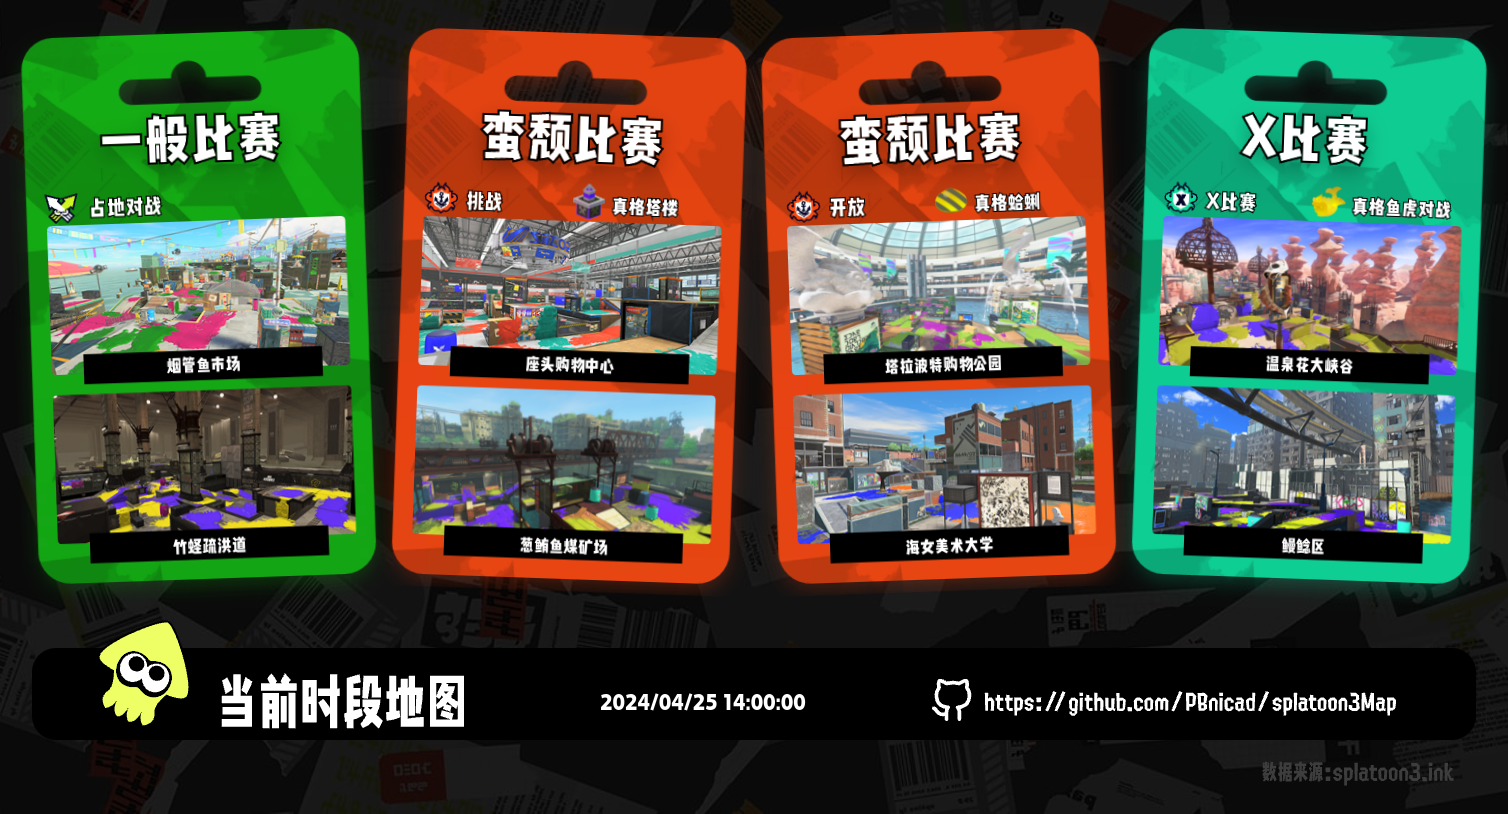 一般比赛
占地对战
烟管鱼市场
竹蛏疏洪道
蛮颓比赛
挑战
真格塔楼
座头购物中心
葱鲔鱼煤矿场
蛮颓比赛
开放
真格蛤蜊
塔拉波特购物公园
海女美术大学
X比赛
X比赛
真格鱼虎对战
温泉花大峡谷
鳗鲶区
当前时段地图
2024/04/25 14:00:00
https://github.com/PBnicad/splatoon3Map
数据来源:splatoon3.ink